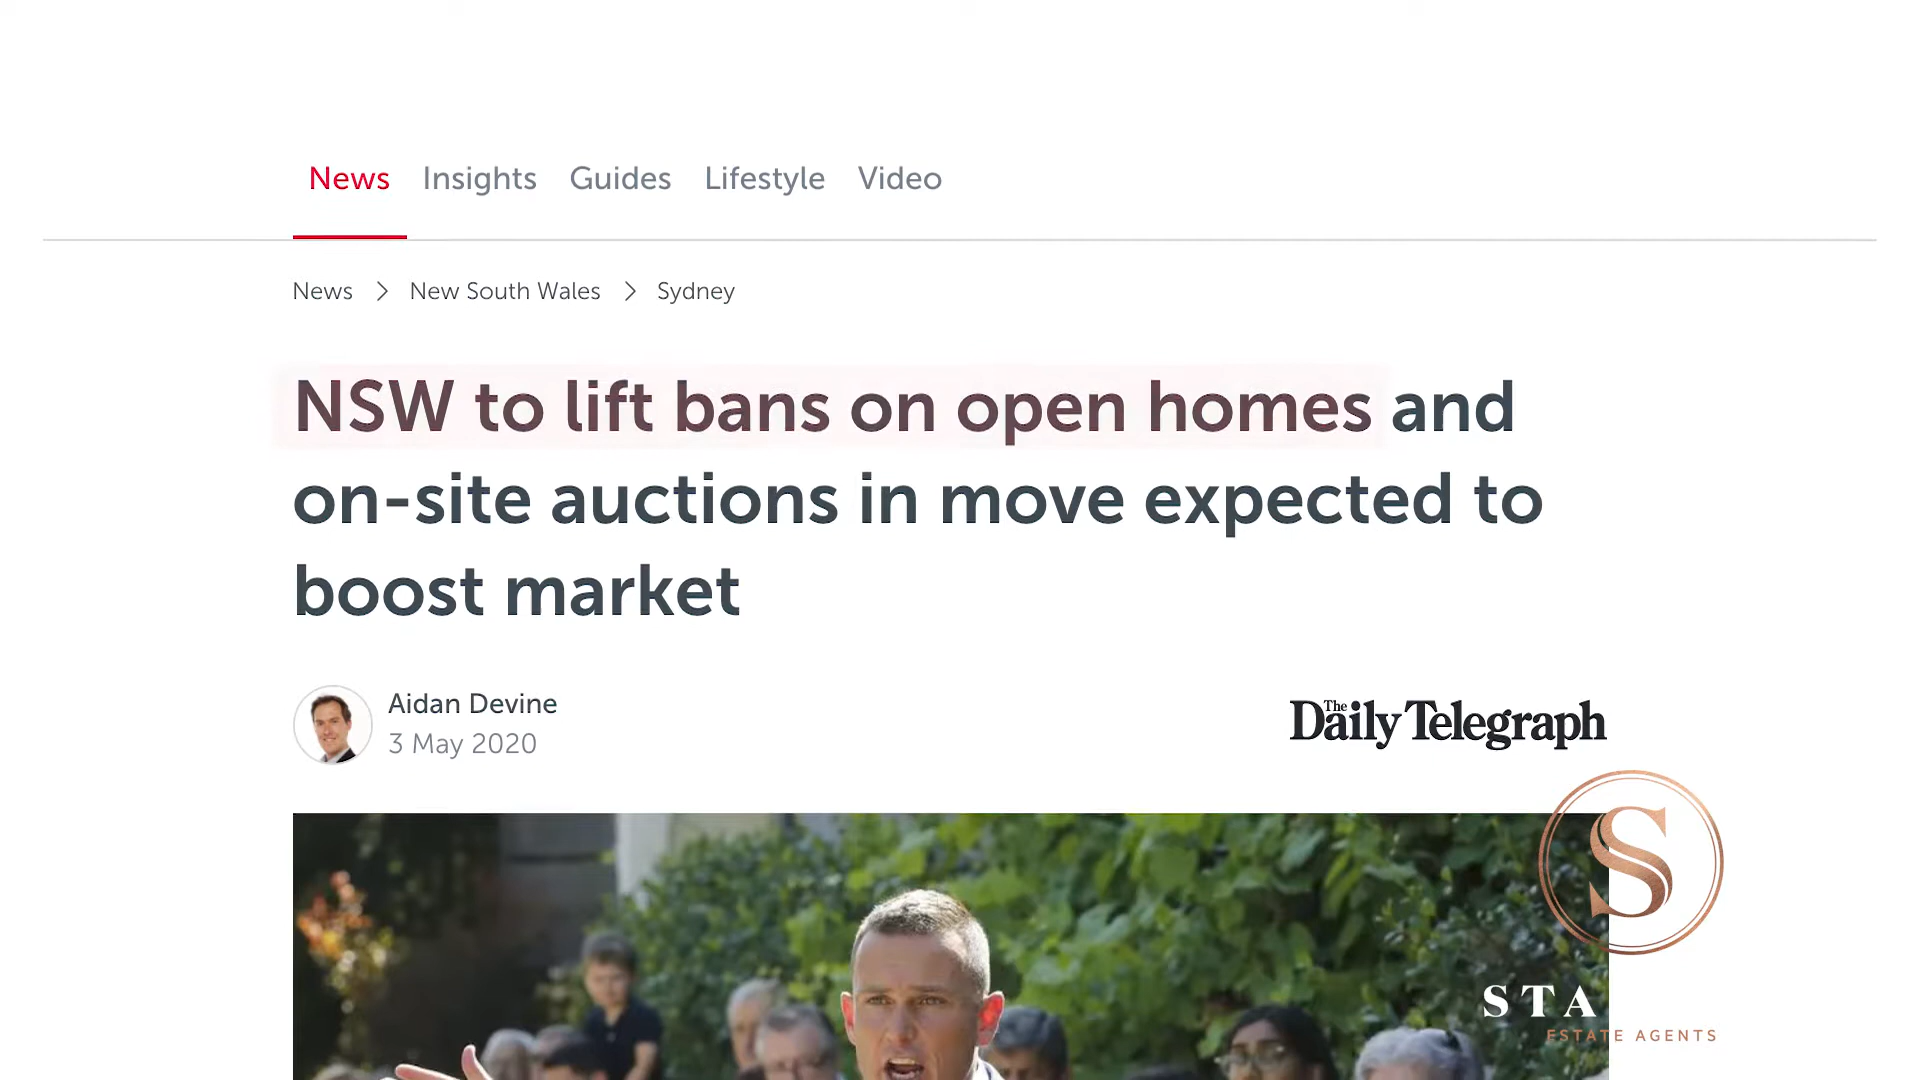 News Insights Guides Lifestyle Video
News > New South Wales > Sydney
NSW to lift bans on open homes and
on-site auctions in move expected to
boost market
Aidan Devine
3 May 2020
The Daily Telegraph
S
STA
ESTATE AGENTS